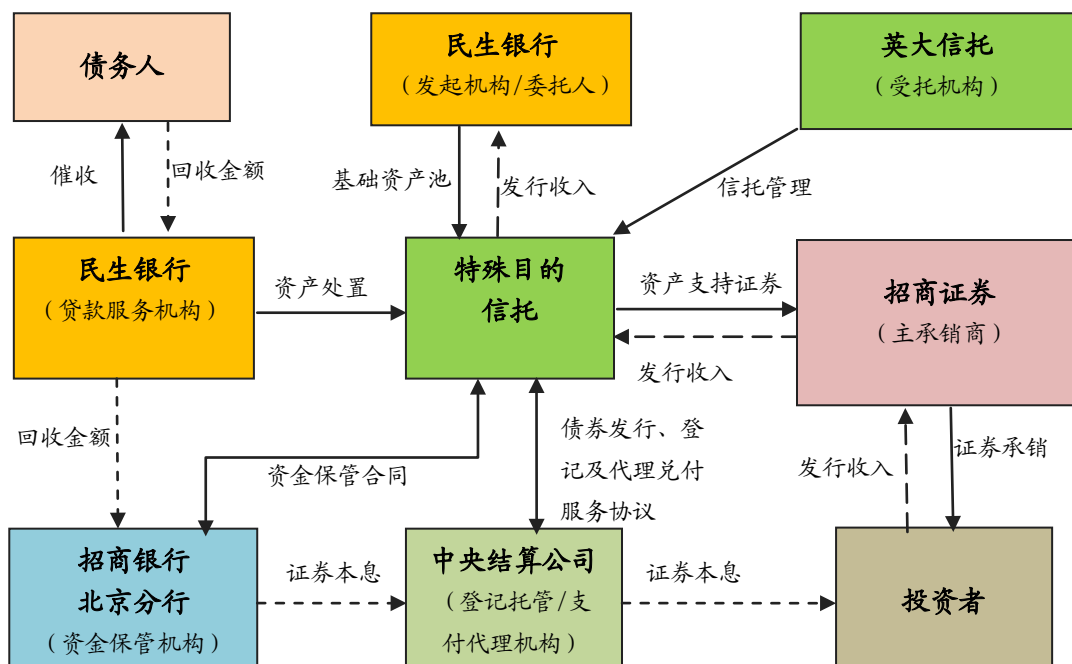 债务人
民生银行
（发起机构/委托人）
英大信托
（受托机构）
催收
回收金额
基础资产池
发行收入
信托管理
民生银行
（贷款服务机构）
资产处置
特殊目的
信托
资产支持证券
发行收入
招商证券
（主承销商）
回收金额
资金保管合同
债券发行、登
记及代理兑付
服务协议
发行收入
证券承销
招商银行
北京分行
（资金保管机构）
证券本息
中央结算公司
（登记托管/支
付代理机构）
证券本息
投资者